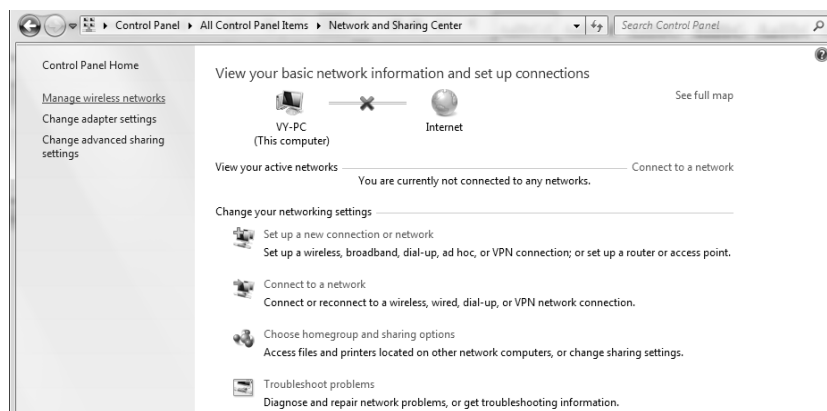 Control Panel ▸ All Control Panel Items ▸ Network and Sharing Center
Search Control Panel
Control Panel Home
Manage wireless networks
Change adapter settings
Change advanced sharing
settings
View your basic network information and set up connections
See full map
VY-PC
(This computer)
Internet
View your active networks
Connect to a network
You are currently not connected to any networks.
Change your networking settings
Set up a new connection or network
Set up a wireless, broadband, dial-up, ad hoc, or VPN connection; or set up a router or access point.
Connect to a network
Connect or reconnect to a wireless, wired, dial-up, or VPN network connection.
Choose homegroup and sharing options
Access files and printers located on other network computers, or change sharing settings.
Troubleshoot problems
Diagnose and repair network problems, or get troubleshooting information.